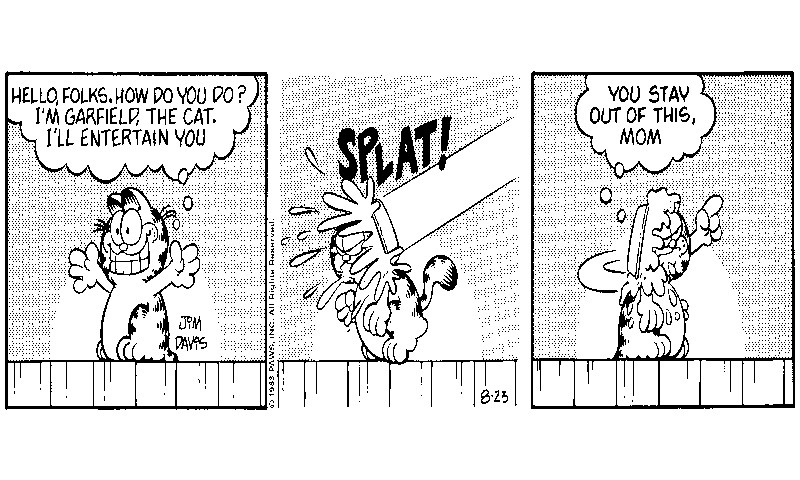 HELLO, FOLKS. HOW DO YOU DO?
I'M GARFIELD, THE CAT.
I'LL ENTERTAIN YOU
JIM
DAVIS
© 1983 PAWS, INC. All Rights Reserved.
SPLAT!
8-23
YOU STAY
OUT OF THIS,
MOM